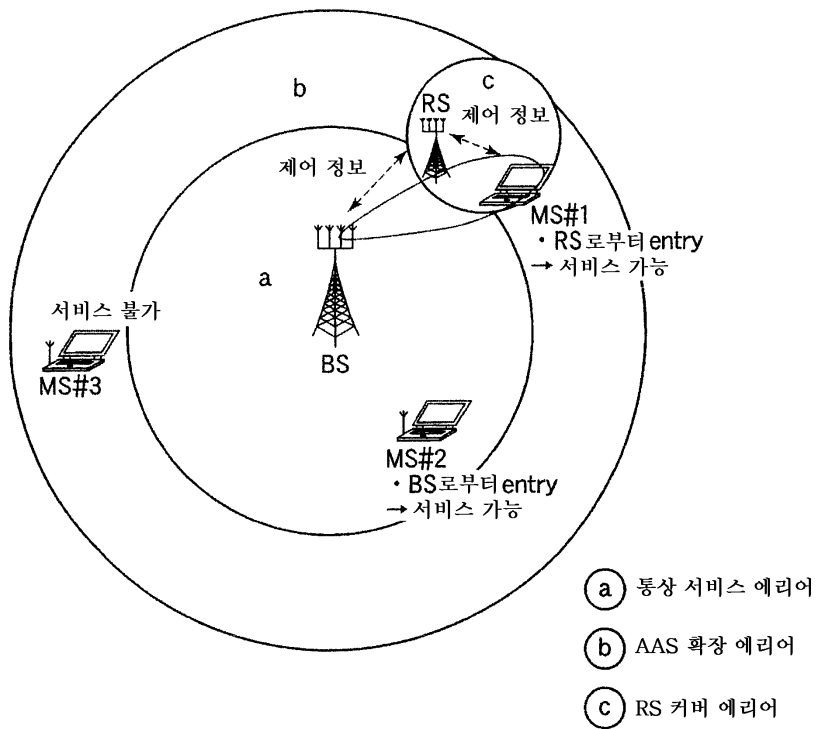 b
c
RS
제어 정보
제어 정보
MS#1
・RS로부터 entry
→ 서비스 가능
a
서비스 불가
BS
MS#3
MS#2
・BS로부터 entry
→ 서비스 가능
a 통상 서비스 에리어
b AAS 확장 에리어
c RS 커버 에리어